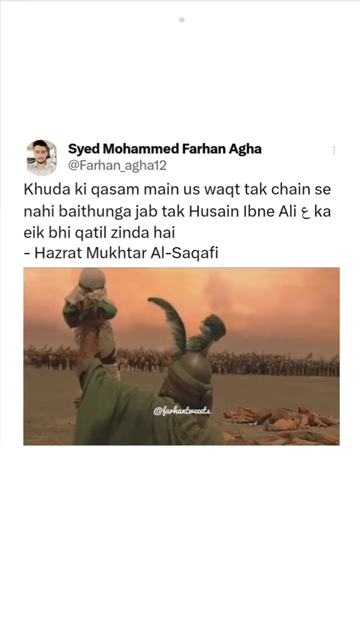 Syed Mohammed Farhan Agha
@Farhan_agha12
Khuda ki qasam main us waqt tak chain se
nahi baithunga jab tak Husain Ibne Ali ع ka
eik bhi qatil zinda hai
- Hazrat Mukhtar Al-Saqafi
@farhantweeets